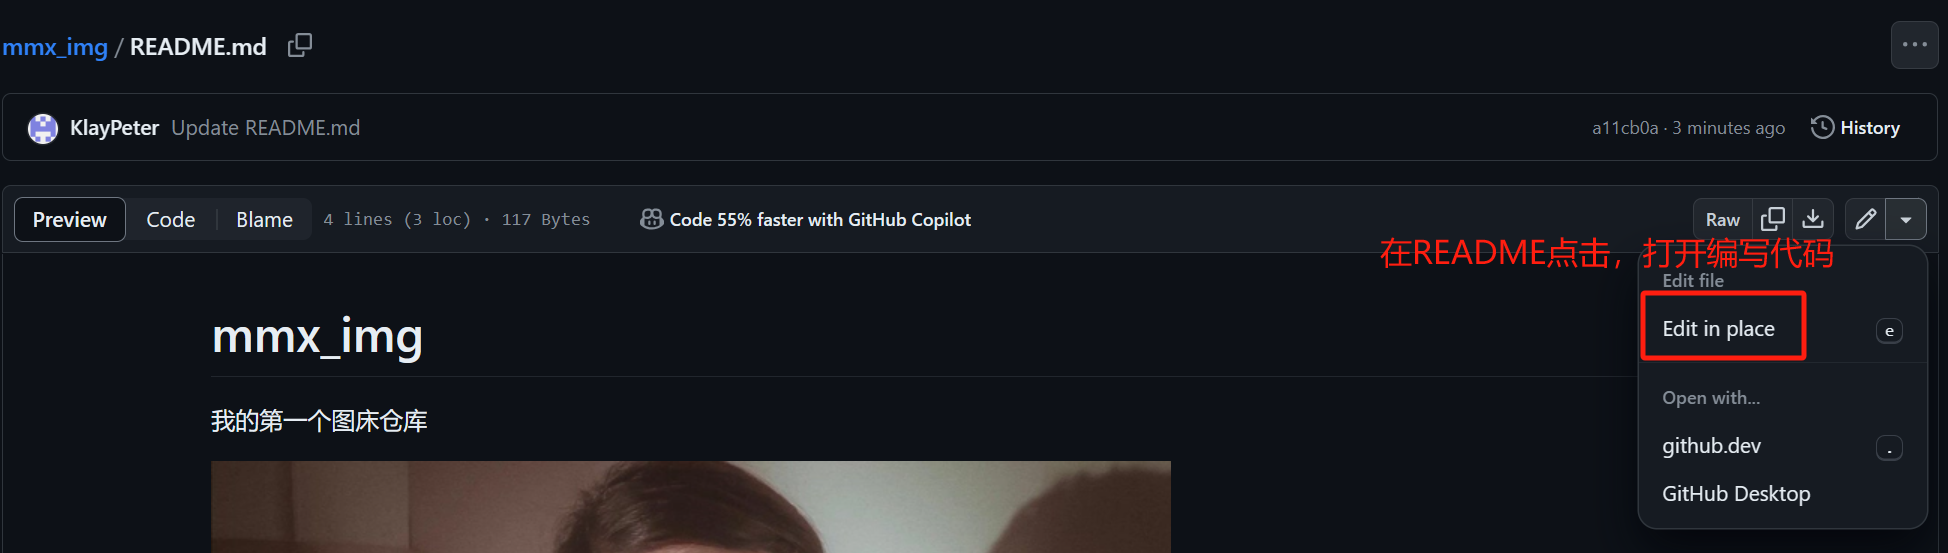 mmx_img / README.md
KlayPeter Update README.md a11cb0a · 3 minutes ago History
Preview Code Blame 4 lines (3 loc) · 117 Bytes Code 55% faster with GitHub Copilot Raw
在README点击，打开编写代码
Edit file
Edit in place e
mmx_img
Open with...
我的第一个图床仓库
github.dev .
GitHub Desktop